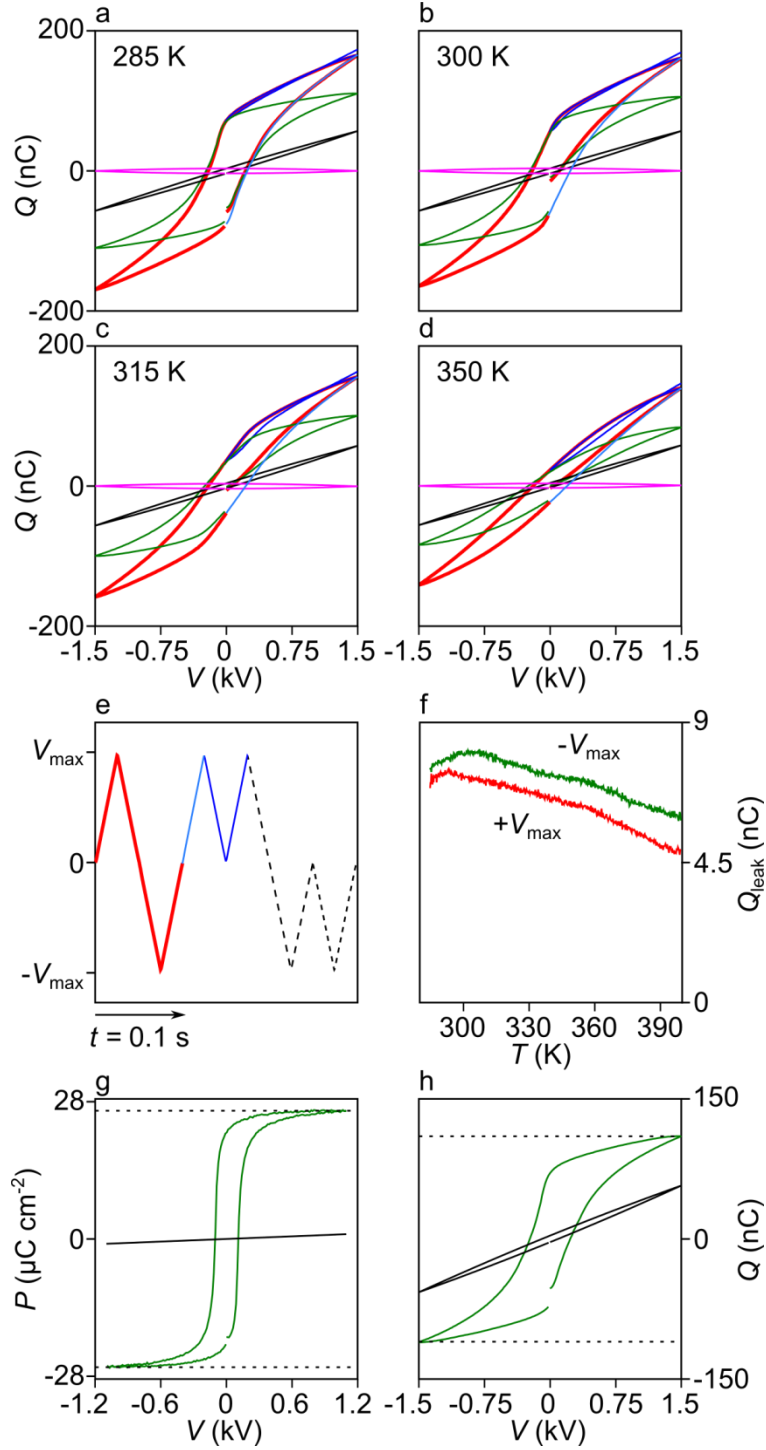 a
b
285 K
300 K
200
0
-200
Q (nC)
c
d
315 K
350 K
200
0
-200
Q (nC)
-1.5 -0.75 0 0.75 1.5
-1.5 -0.75 0 0.75 1.5
V (kV)
V (kV)
e
f
Vmax
0
-Vmax
t = 0.1 s
-Vmax
+Vmax
9
4.5
0
Qleak (nC)
300 330 360 390
T (K)
g
h
28
0
-28
P (μC cm-2)
-1.2 -0.6 0 0.6 1.2
V (kV)
150
0
-150
Q (nC)
-1.5 -0.75 0 0.75 1.5
V (kV)